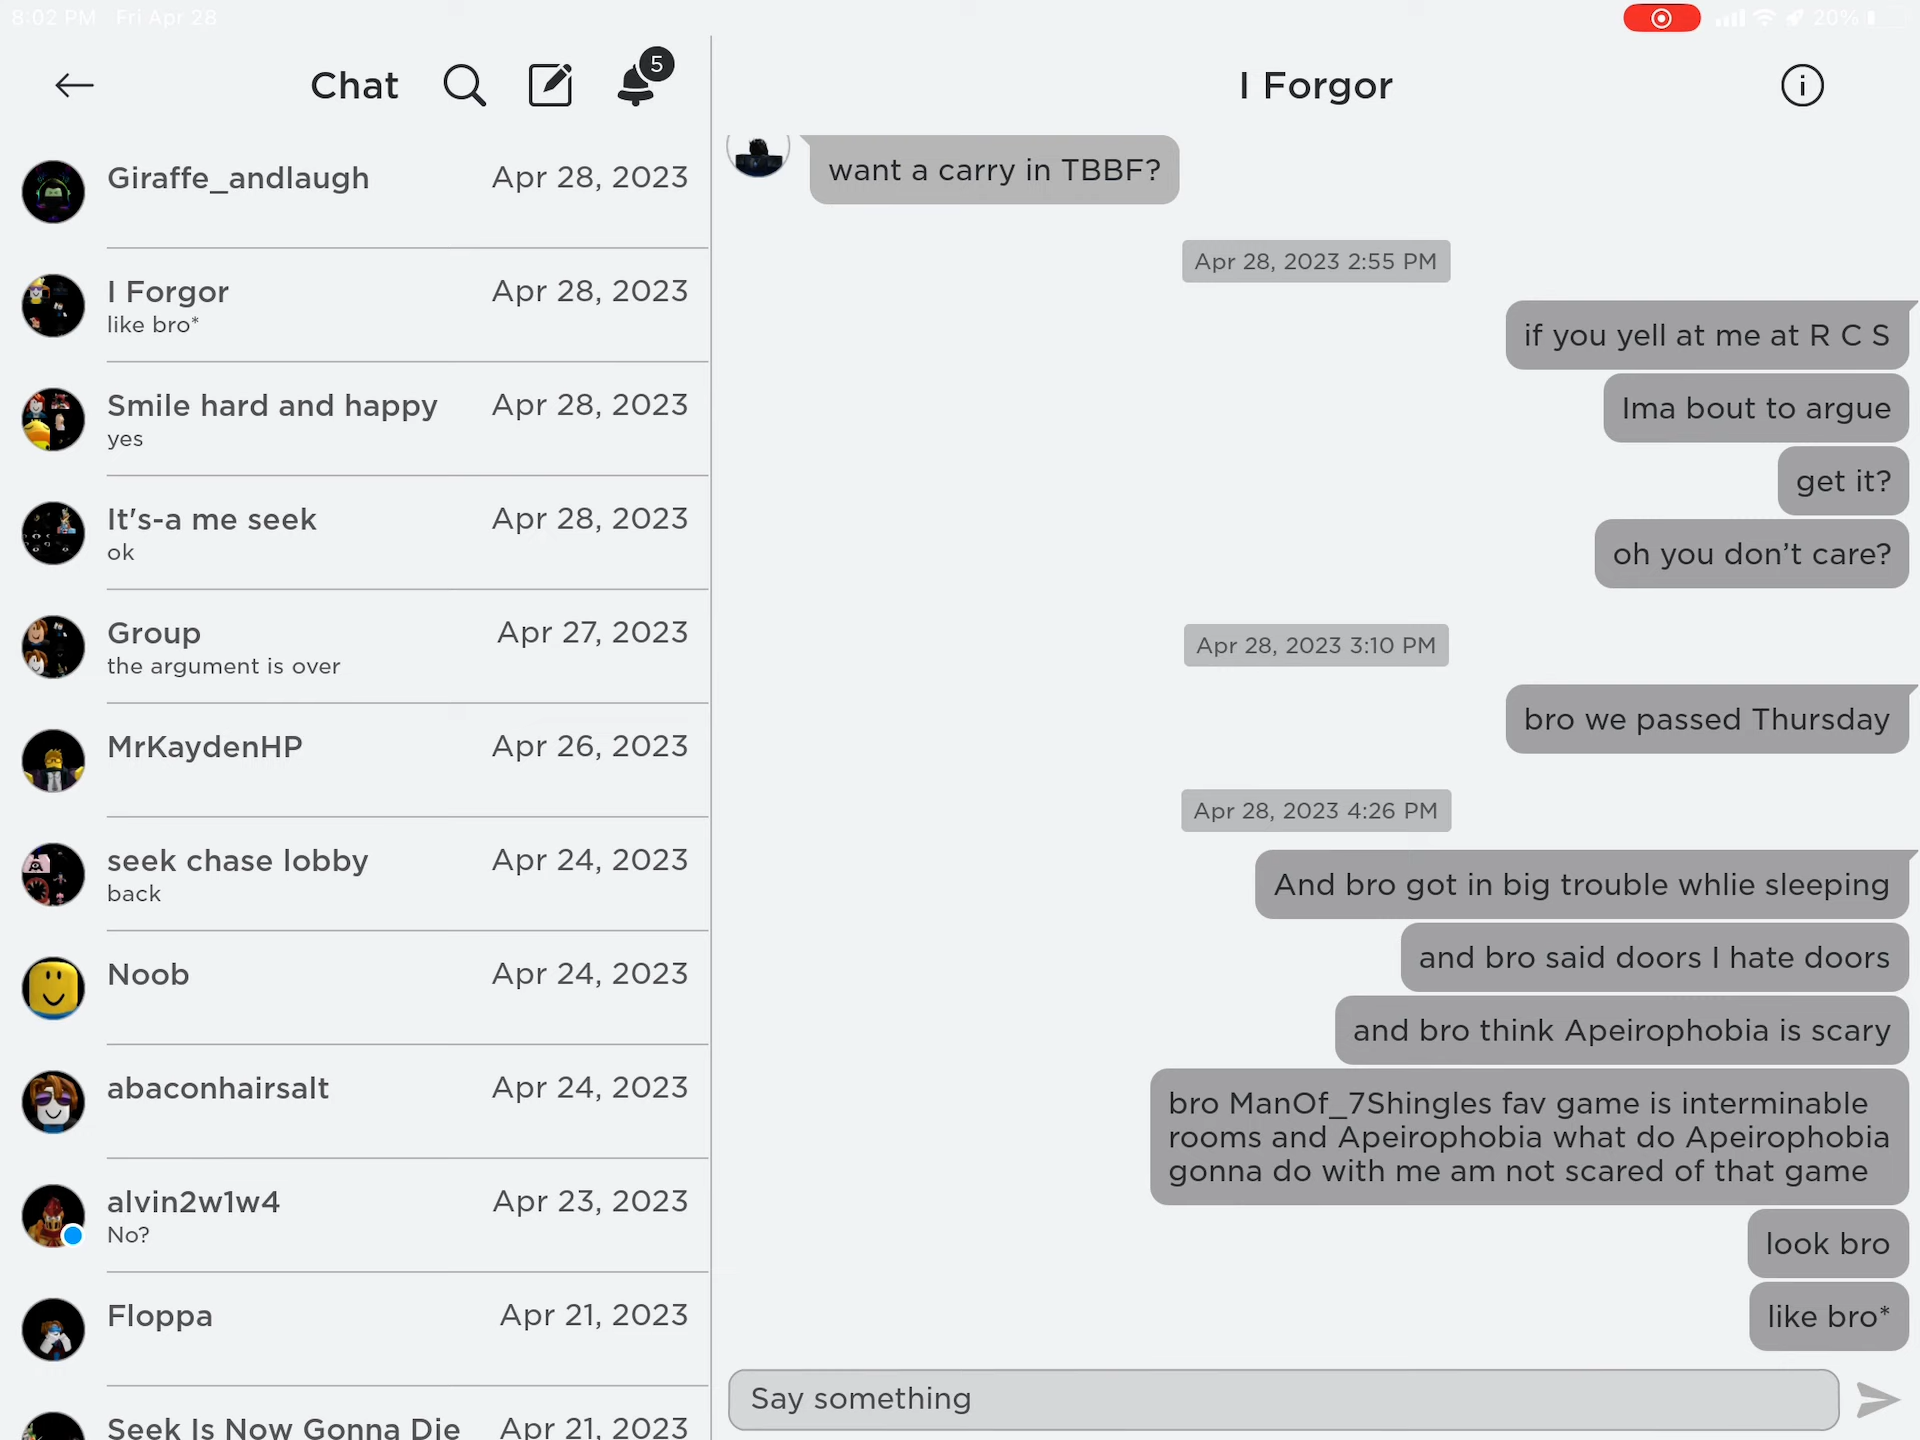 8:02 PM Fri Apr 28
20%
Chat
5
I Forgor
Giraffe_andlaugh Apr 28, 2023
I Forgor Apr 28, 2023
like bro*
Smile hard and happy Apr 28, 2023
yes
It's-a me seek Apr 28, 2023
ok
Group Apr 27, 2023
the argument is over
MrKaydenHP Apr 26, 2023
seek chase lobby Apr 24, 2023
back
Noob Apr 24, 2023
abaconhairsalt Apr 24, 2023
alvin2w1w4 Apr 23, 2023
No?
Floppa Apr 21, 2023
Seek Is Now Gonna Die Apr 21, 2023
want a carry in TBBF?
Apr 28, 2023 2:55 PM
if you yell at me at R C S
Ima bout to argue
get it?
oh you don’t care?
Apr 28, 2023 3:10 PM
bro we passed Thursday
Apr 28, 2023 4:26 PM
And bro got in big trouble whlie sleeping
and bro said doors I hate doors
and bro think Apeirophobia is scary
bro ManOf_7Shingles fav game is interminable
rooms and Apeirophobia what do Apeirophobia
gonna do with me am not scared of that game
look bro
like bro*
Say something